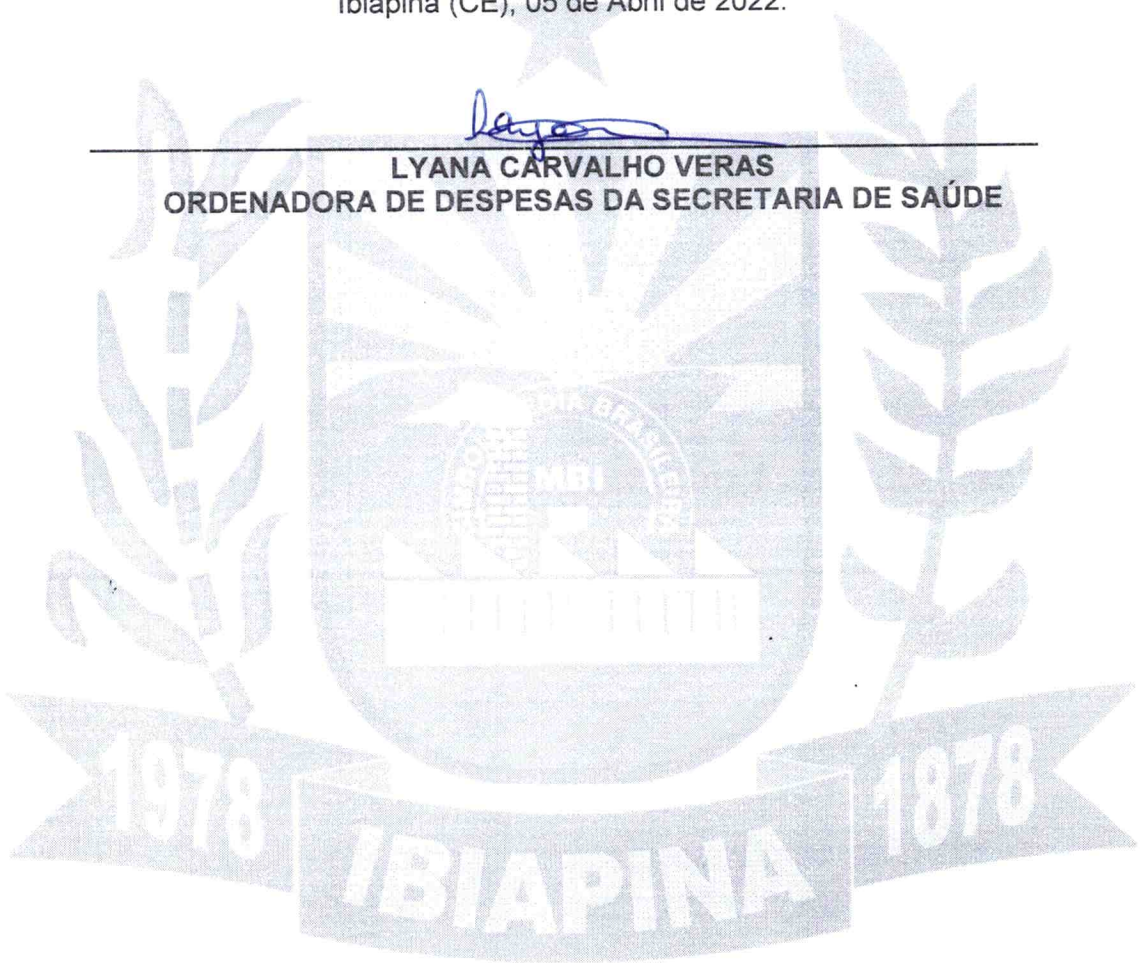 Ibiapina (CE), 05 de Abril de 2022.
LYANA CARVALHO VERAS
ORDENADORA DE DESPESAS DA SECRETARIA DE SAÚDE
MBI
1978
IBIAPINA
1878